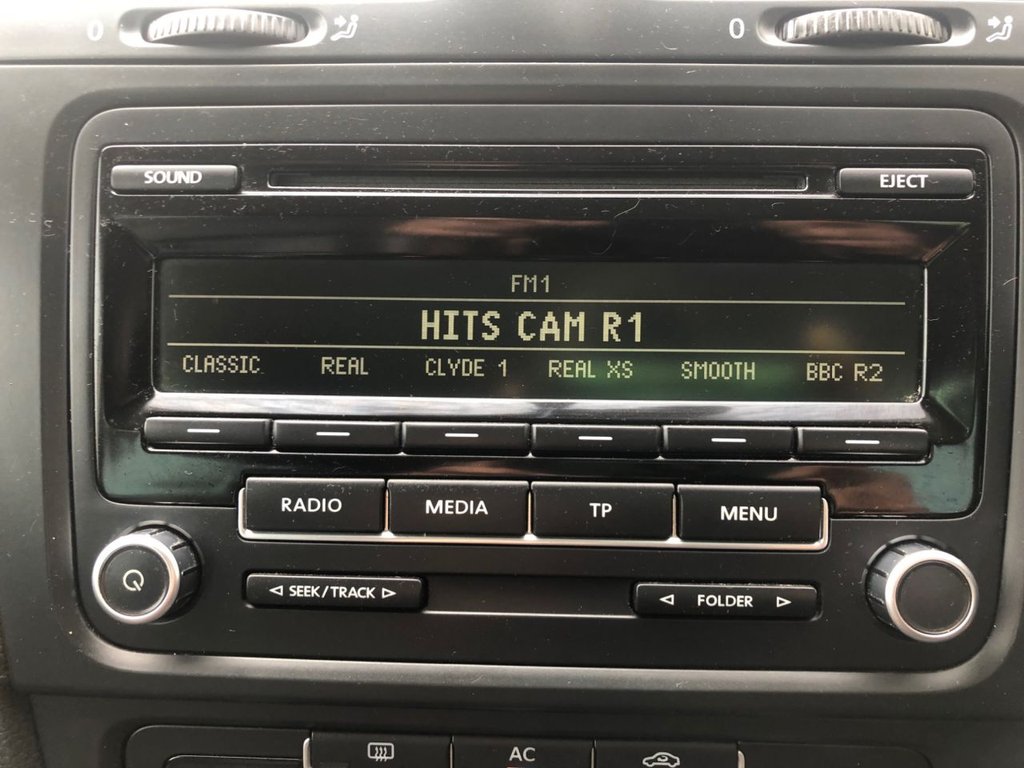 0 0
SOUND EJECT
FM1
HITS CAM R1
CLASSIC REAL CLYDE 1 REAL XS SMOOTH BBC R2
RADIO MEDIA TP MENU
SEEK/TRACK FOLDER
AC